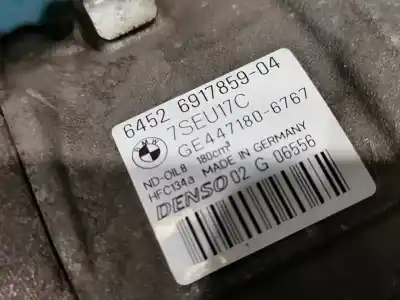 6452 6917859-04
7SEU17C
GE447180-6767
ND-OIL8 180cm³
HFC134a MADE IN GERMANY
DENSO 02 G 06556